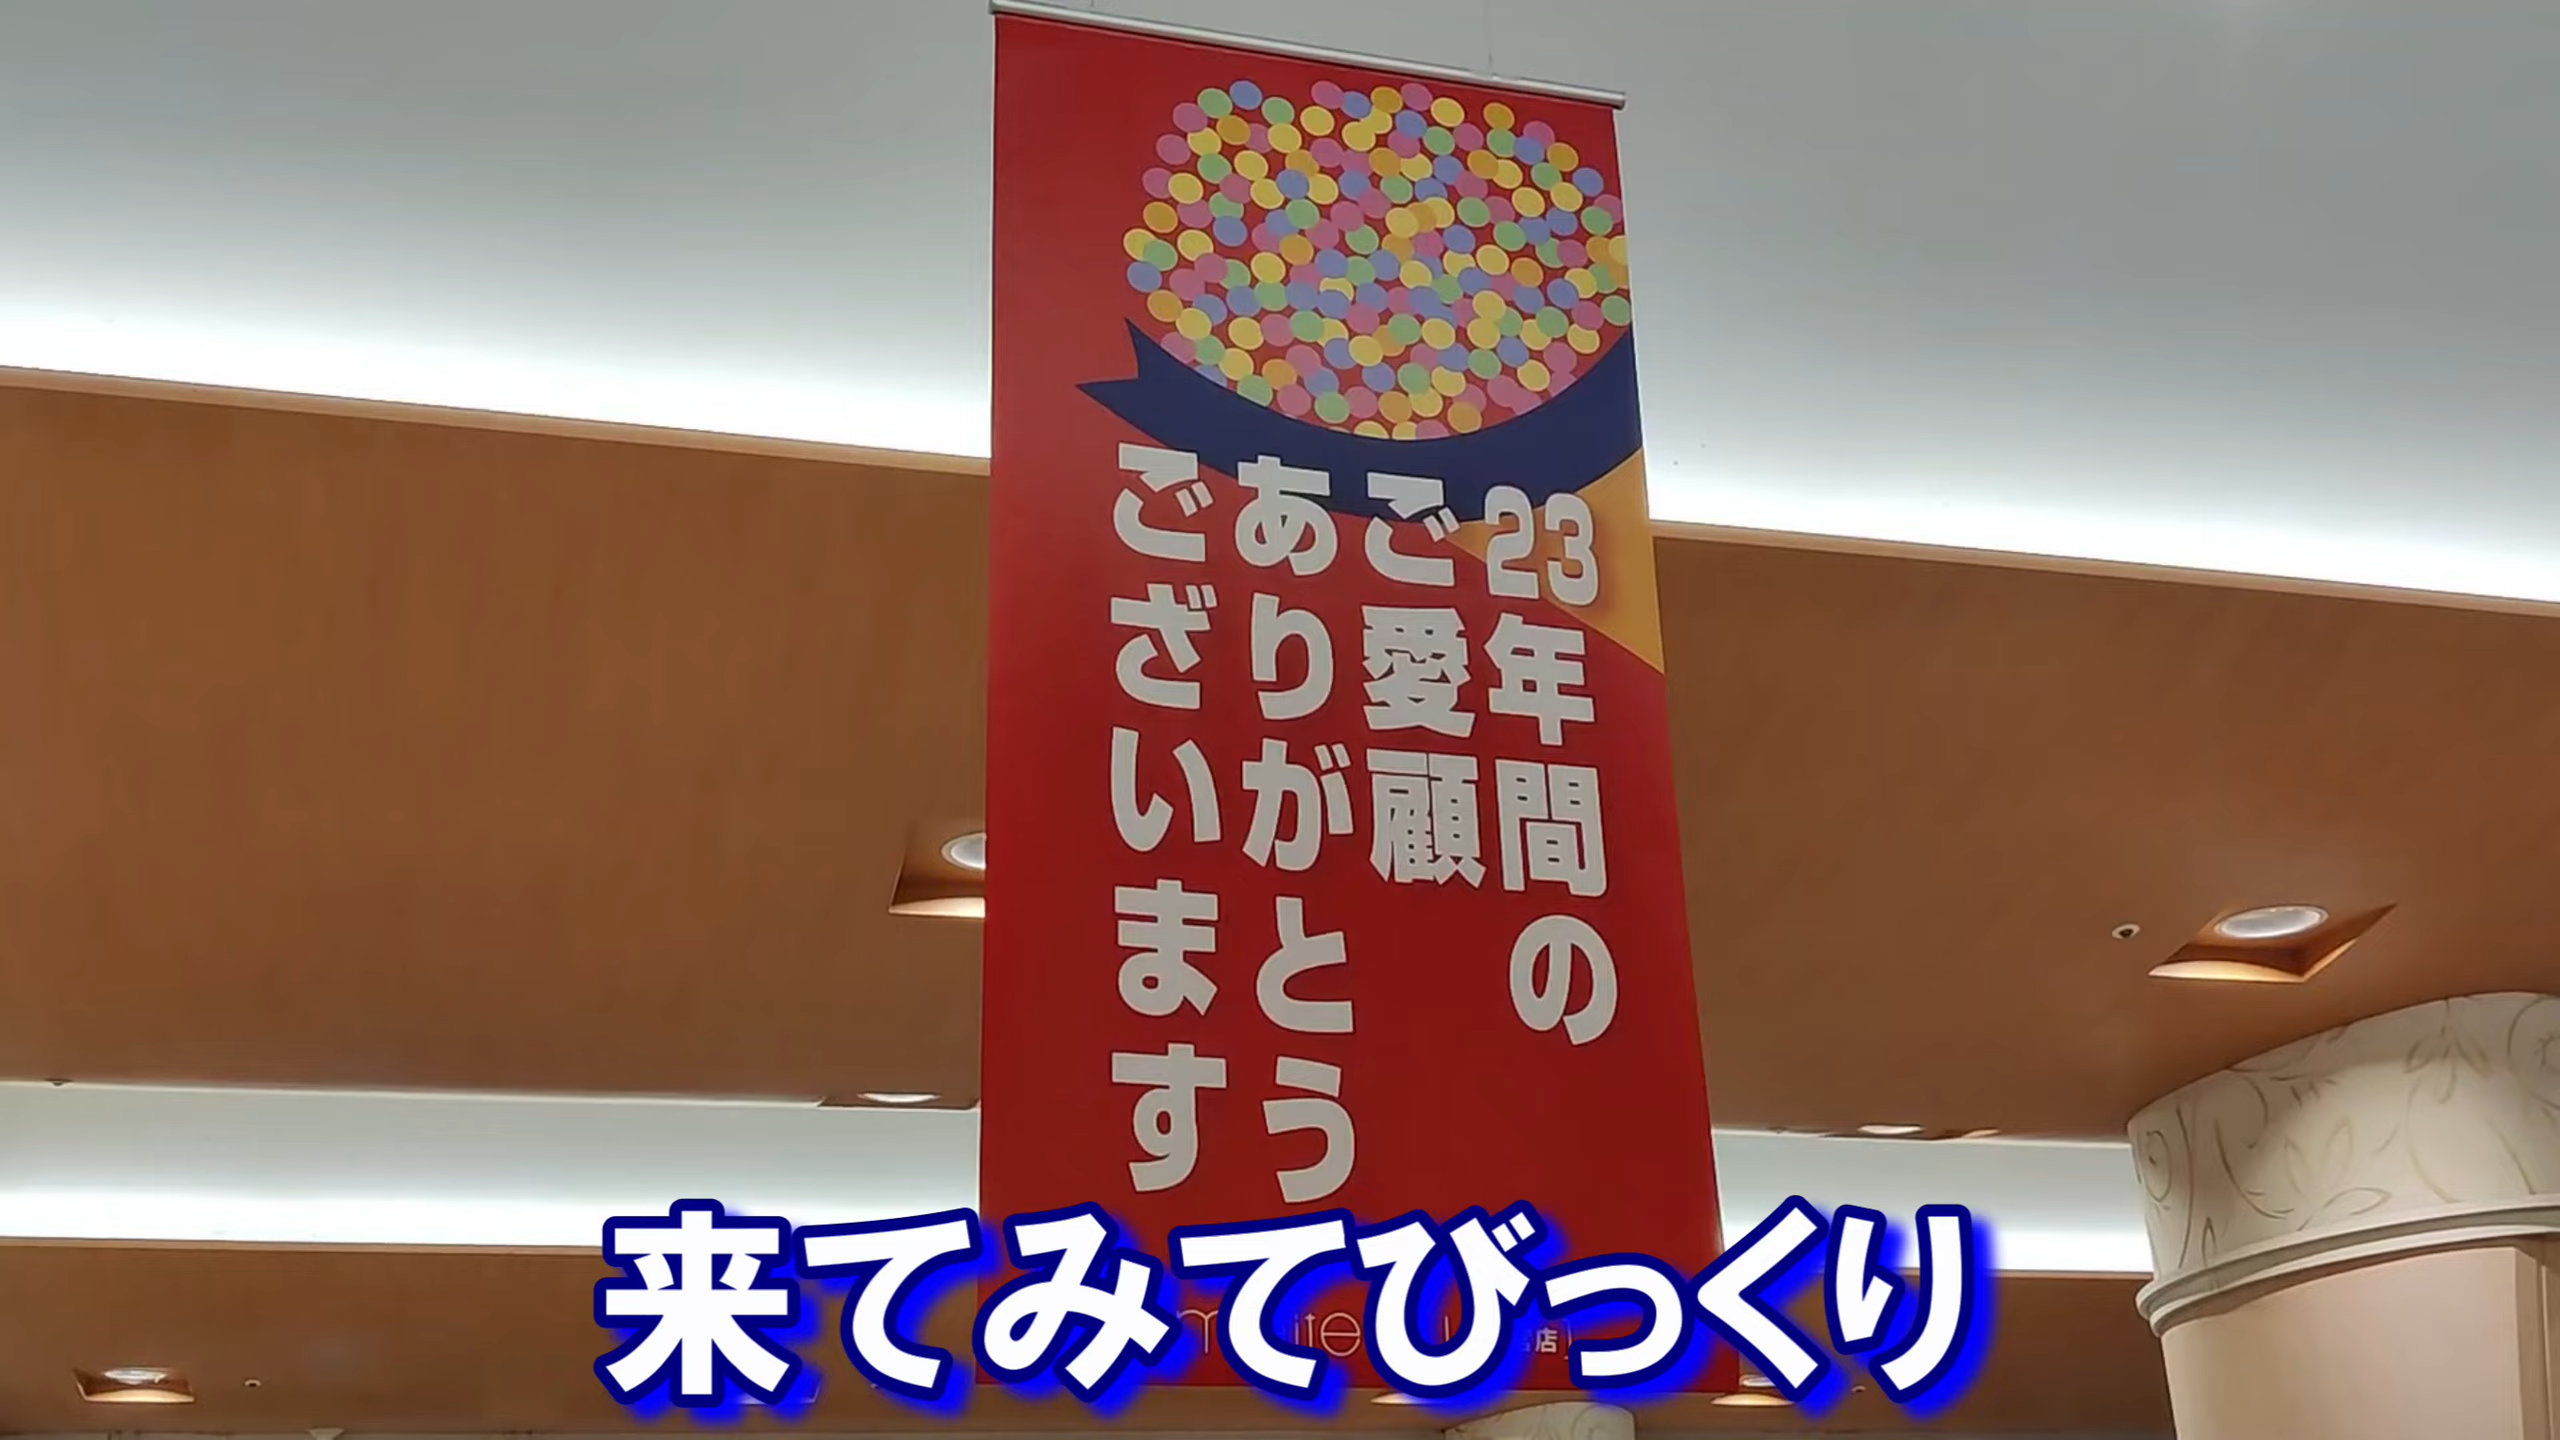 23年間の
ご愛顧
ありがとう
ございます
来てみてびっくり